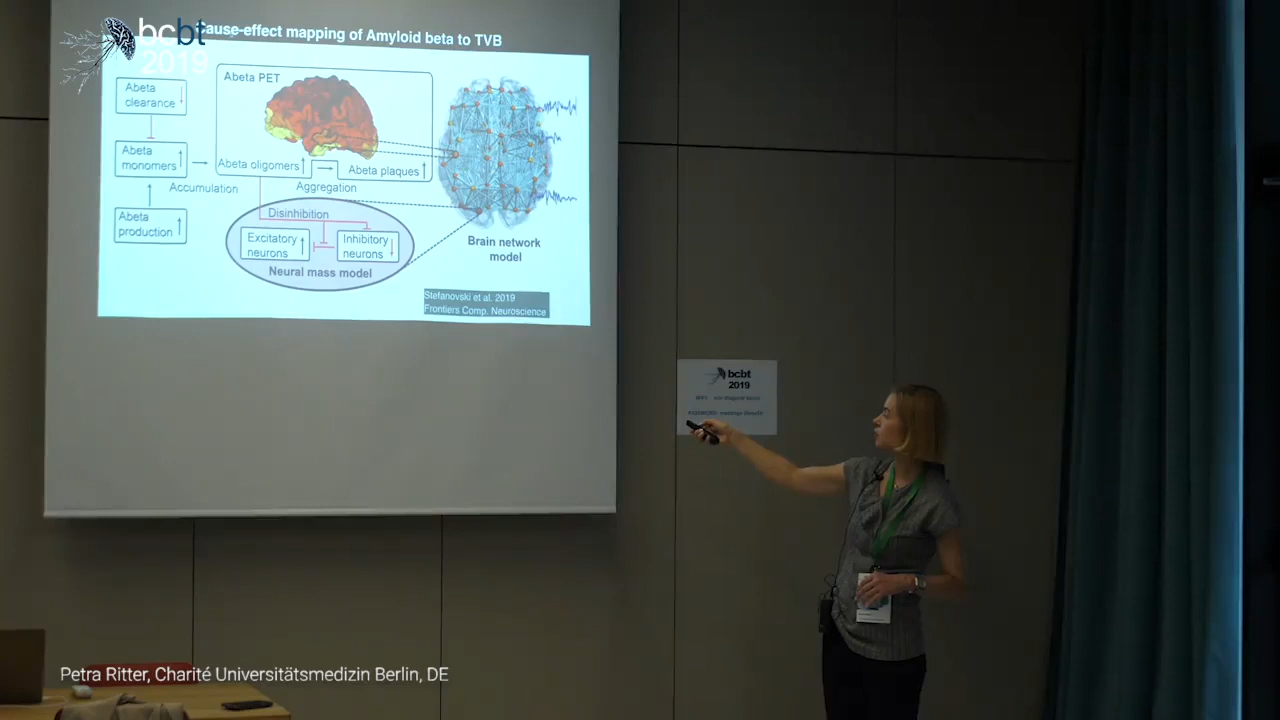 bcbt
2019
ause-effect mapping of Amyloid beta to TVB
Abeta
clearance
Abeta PET
Abeta
monomers
Abeta oligomers
Abeta plaques
Accumulation
Aggregation
Abeta
production
Disinhibition
Excitatory
neurons
Inhibitory
neurons
Neural mass model
Brain network
model
Stefanovski et al. 2019
Frontiers Comp. Neuroscience
bcbt
2019
Petra Ritter, Charité Universitätsmedizin Berlin, DE